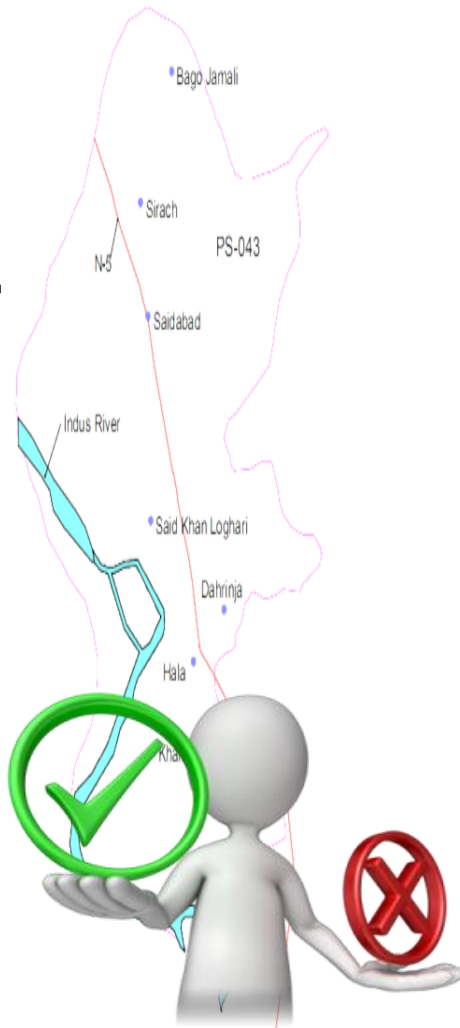 Bago Jamali
Sirach
PS-043
N-5
Saidabad
Indus River
Said Khan Loghari
Dahrinja
Hala